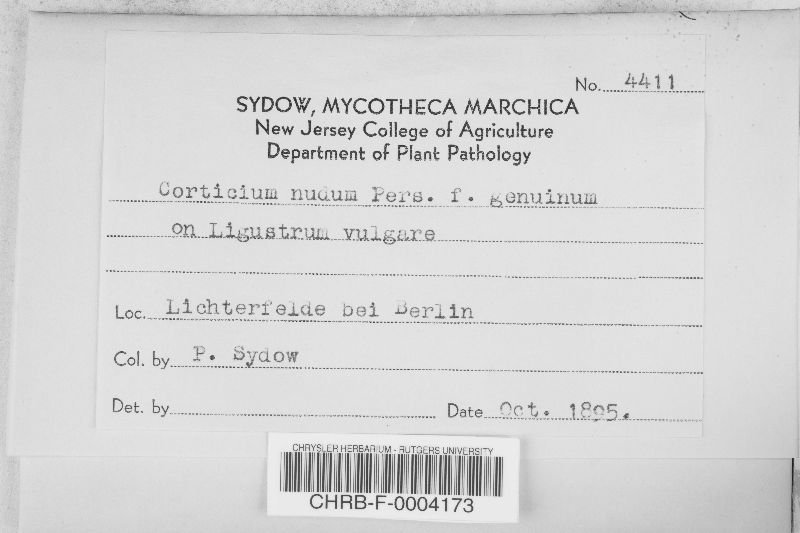 No. 4411
SYDOW, MYCOTHECA MARCHICA
New Jersey College of Agriculture
Department of Plant Pathology
Corticium nudum Pers. f. genuinum
on Ligustrum vulgare
Loc. Lichterfelde bei Berlin
Col. by P. Sydow
Det. by
Date Oct. 1895.
CHRYSLER HERBARIUM - RUTGERS UNIVERSITY
CHRB-F-0004173